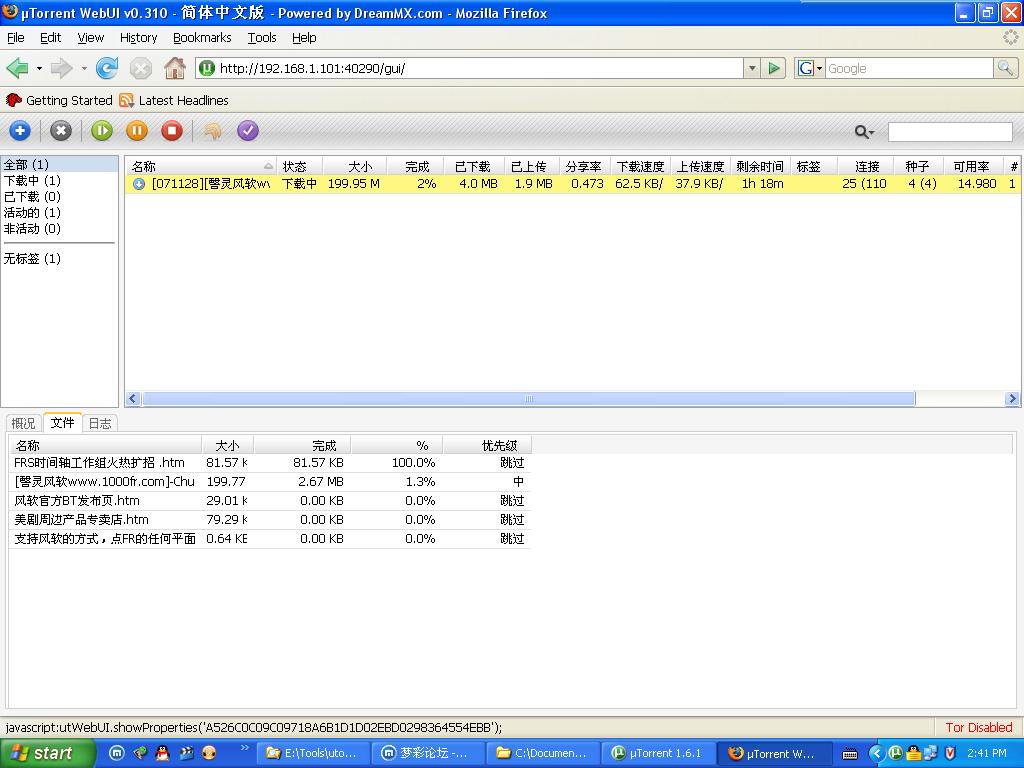 µTorrent WebUI v0.310 - 简体中文版 - Powered by DreamMX.com - Mozilla Firefox
File Edit View History Bookmarks Tools Help
http://192.168.1.101:40290/gui/ G Google
Getting Started Latest Headlines
全部 (1)
下载中 (1)
已下载 (0)
活动的 (1)
非活动 (0)
无标签 (1)
名称 状态 大小 完成 已下载 已上传 分享率 下载速度 上传速度 剩余时间 标签 连接 种子 可用率 #
[071128][謦灵风软w 下载中 199.95 M 2% 4.0 MB 1.9 MB 0.473 62.5 KB/ 37.9 KB/ 1h 18m 25 (110 4 (4) 14.980 1
概况 文件 日志
名称 大小 完成 % 优先级
FRS时间轴工作组火热扩招 .htm 81.57 K 81.57 KB 100.0% 跳过
[謦灵风软www.1000fr.com]-Chu 199.77 2.67 MB 1.3% 中
风软官方BT发布页.htm 29.01 K 0.00 KB 0.0% 跳过
美剧周边产品专卖店.htm 79.29 K 0.00 KB 0.0% 跳过
支持风软的方式，点FR的任何平面 0.64 KE 0.00 KB 0.0% 跳过
javascript:utWebUI.showProperties('A526C0C09C09718A6B1D1D02EBD0298364554EBB'); Tor Disabled
start E:\Tools\uto... 梦彩论坛 -... C:\Documen... µTorrent 1.6.1 µTorrent W... 2:41 PM